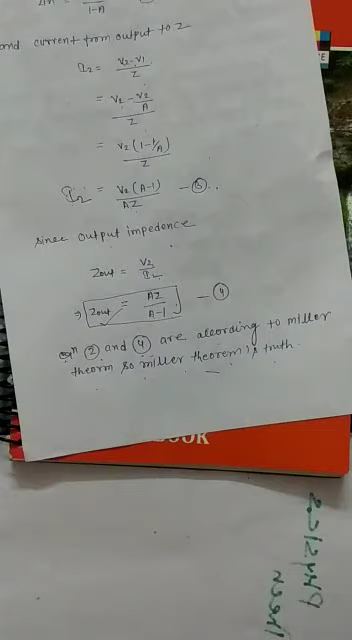 1-A
and current from output to Z
I₂ = V₂-V₁ / Z
= V₂ - V₂/A / Z
= V₂(1-1/A) / Z
I₂ = V₂(A-1) / AZ —③..
since output impedence
Zout = V₂ / I₂
⇒ Zout = AZ / A-1 —④
eqⁿ ② and ④ are according to miller
theorm so miller theorem is truth.